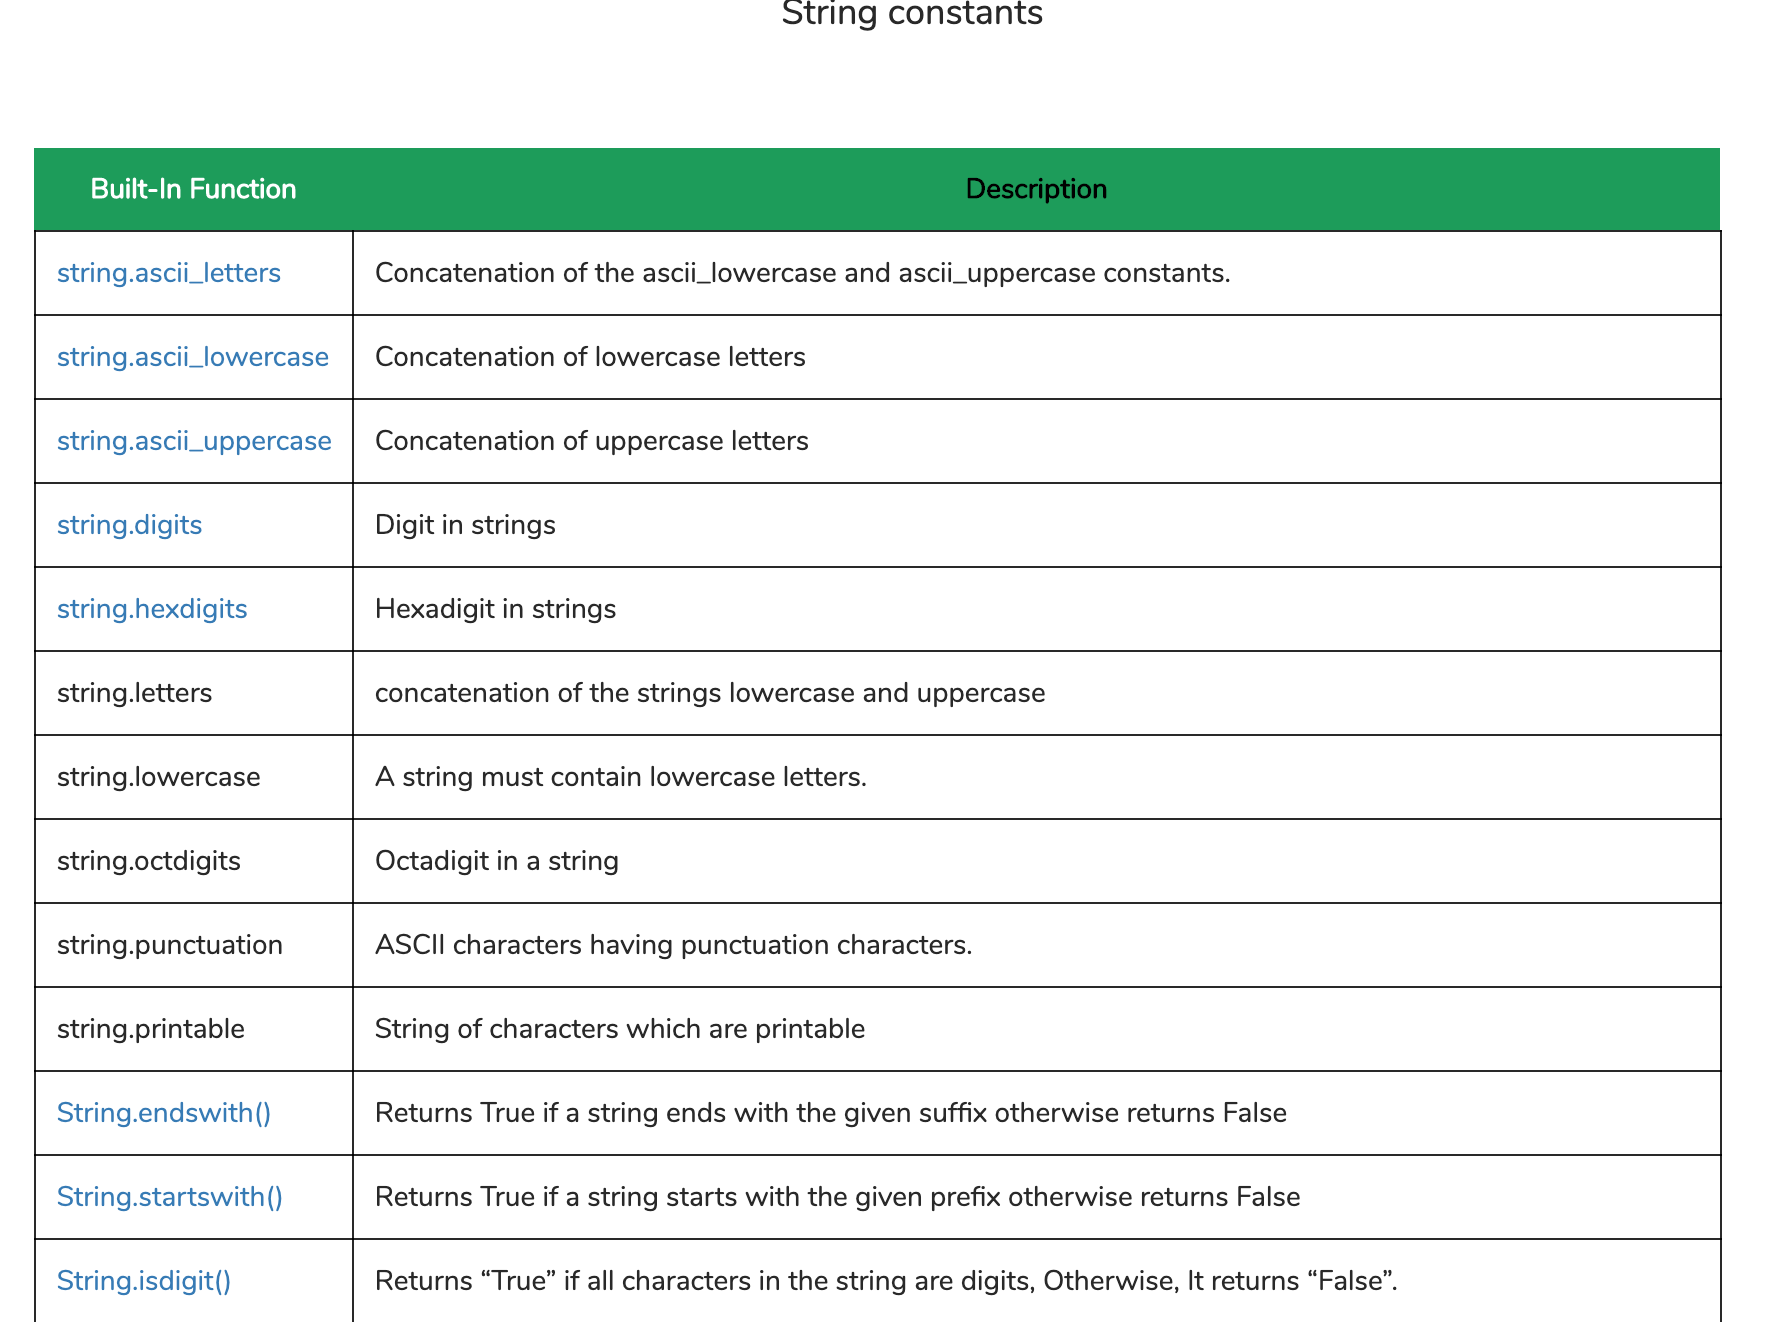 String constants
Built-In Function Description
string.ascii_letters Concatenation of the ascii_lowercase and ascii_uppercase constants.
string.ascii_lowercase Concatenation of lowercase letters
string.ascii_uppercase Concatenation of uppercase letters
string.digits Digit in strings
string.hexdigits Hexadigit in strings
string.letters concatenation of the strings lowercase and uppercase
string.lowercase A string must contain lowercase letters.
string.octdigits Octadigit in a string
string.punctuation ASCII characters having punctuation characters.
string.printable String of characters which are printable
String.endswith() Returns True if a string ends with the given suffix otherwise returns False
String.startswith() Returns True if a string starts with the given prefix otherwise returns False
String.isdigit() Returns “True” if all characters in the string are digits, Otherwise, It returns “False”.